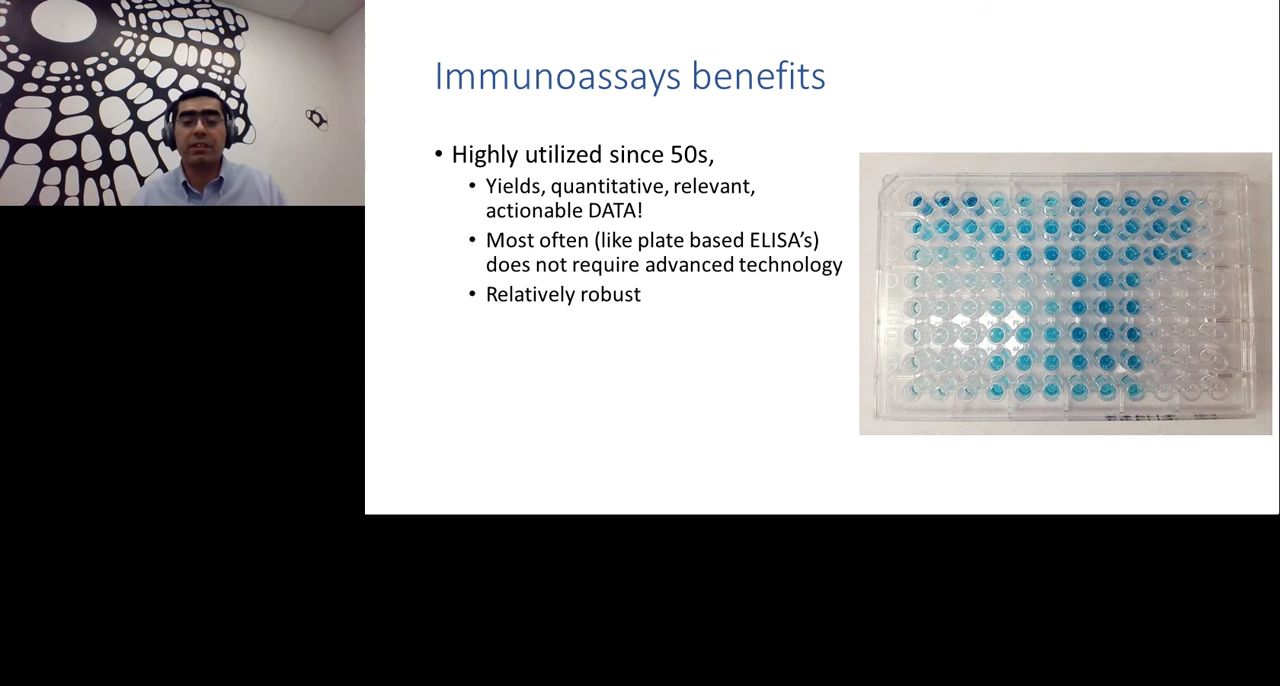 Immunoassays benefits
• Highly utilized since 50s,
• Yields, quantitative, relevant,
actionable DATA!
• Most often (like plate based ELISA’s)
does not require advanced technology
• Relatively robust